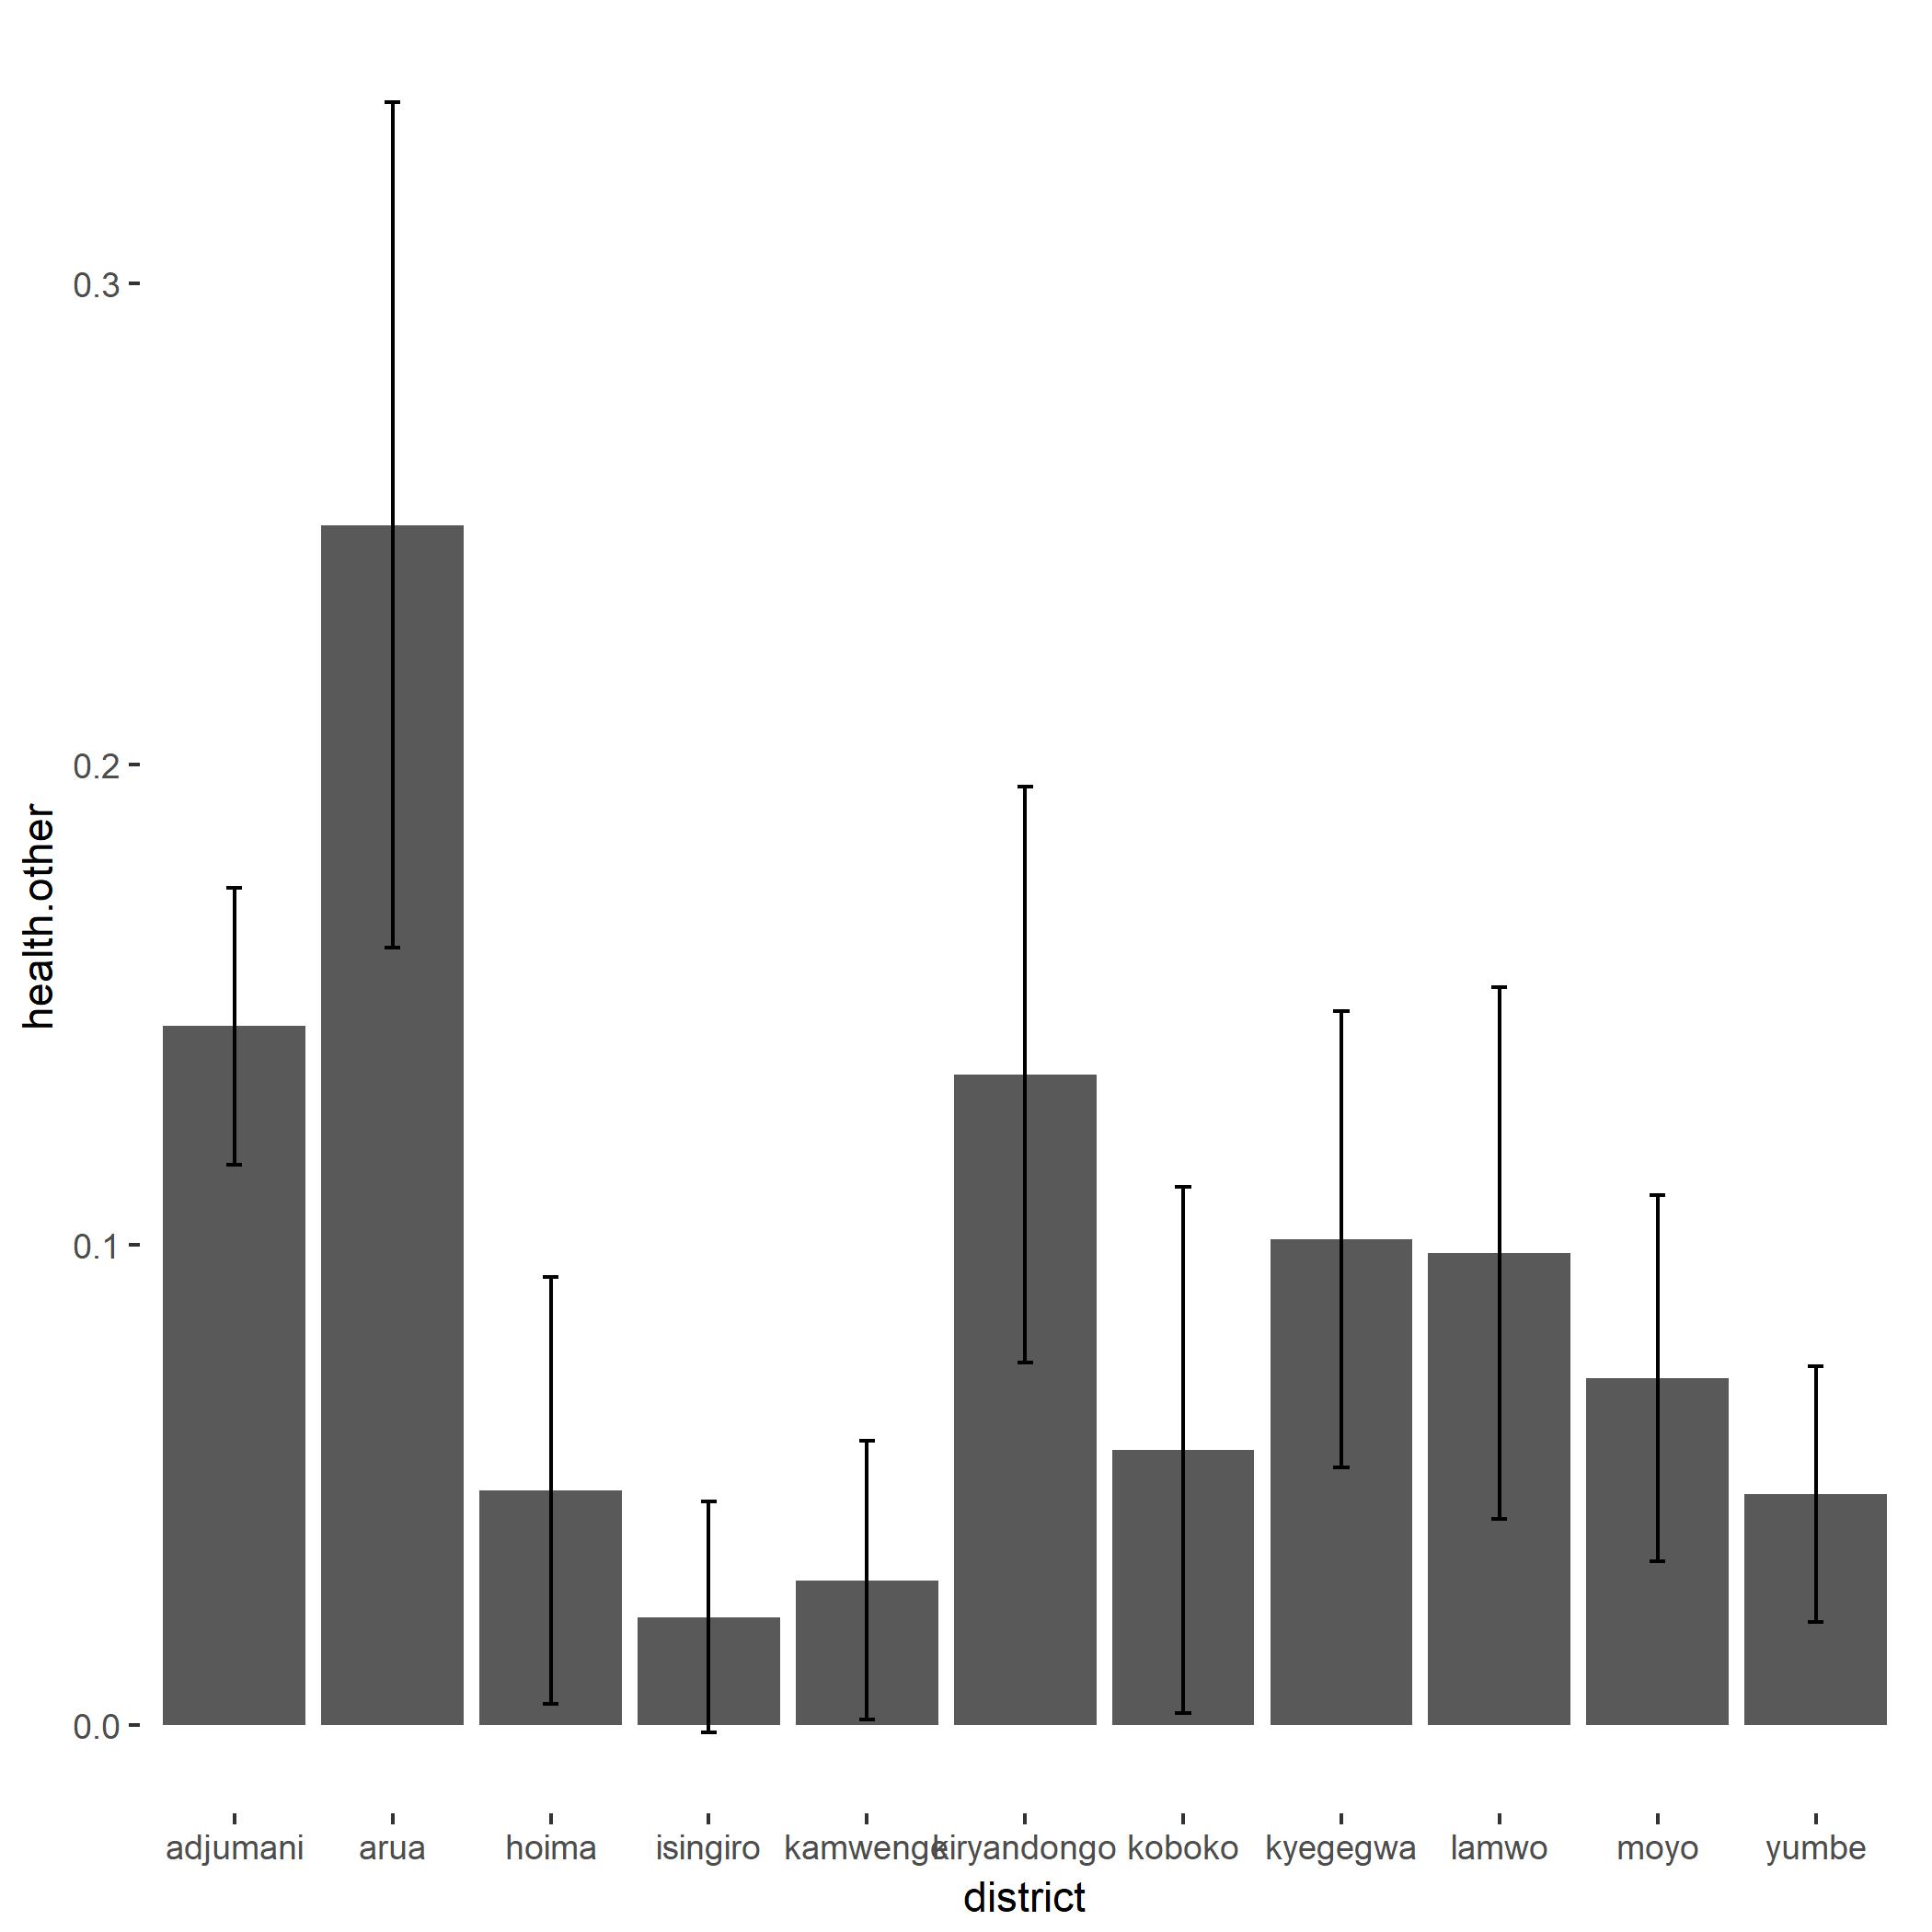 health.other
0.3
0.2
0.1
0.0
adjumani arua hoima isingiro kamwenge kiryandongo koboko kyegegwa lamwo moyo yumbe
district